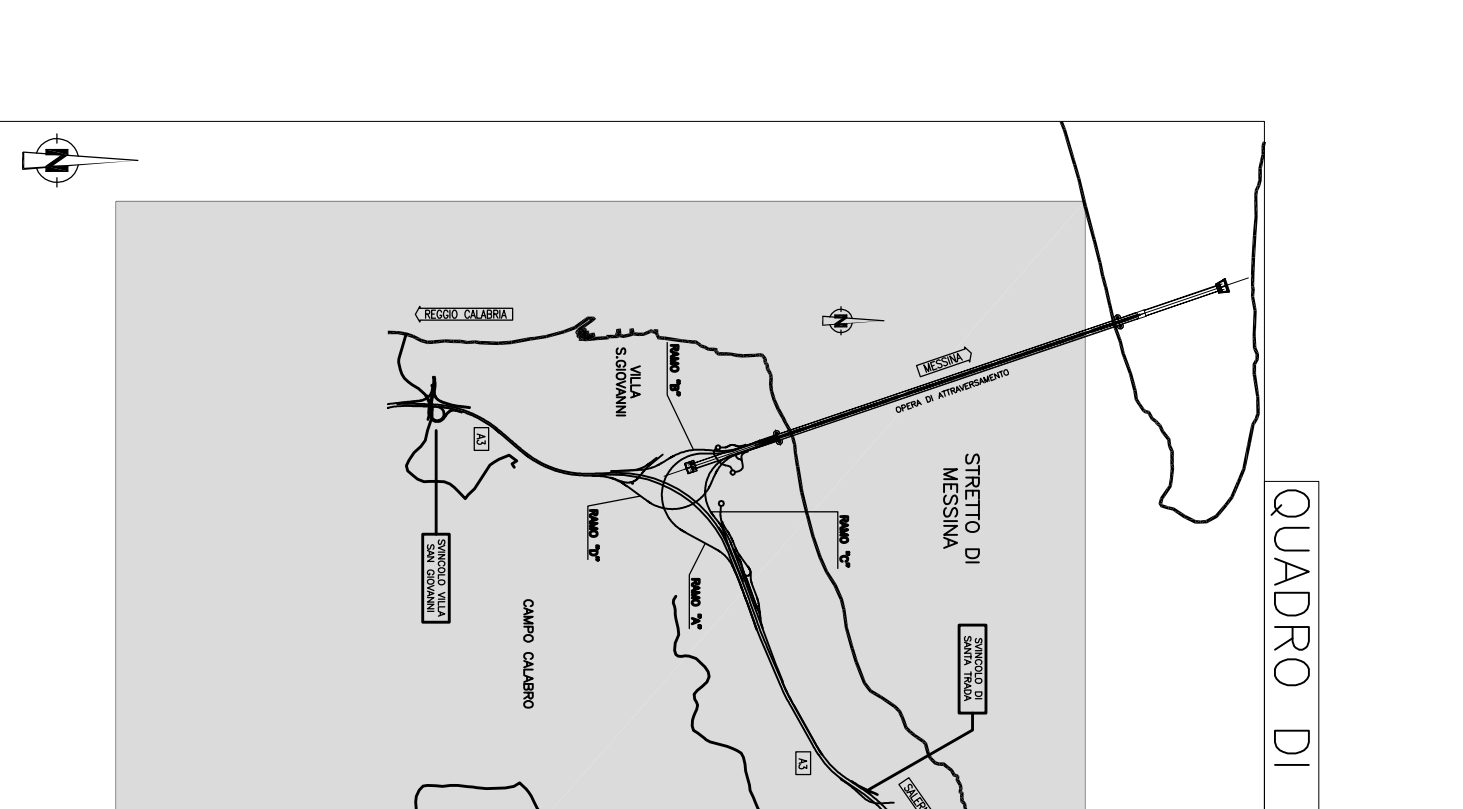 QUADRO DI
N
N
REGGIO CALABRIA
MESSINA
OPERA DI ATTRAVERSAMENTO
STRETTO DI
MESSINA
VILLA
S.GIOVANNI
RAMO "B"
A3
RAMO "D"
RAMO "C"
RAMO "A"
SVINCOLO VILLA
SAN GIOVANNI
CAMPO CALABRO
SVINCOLO DI
SANTA TRADA
A3